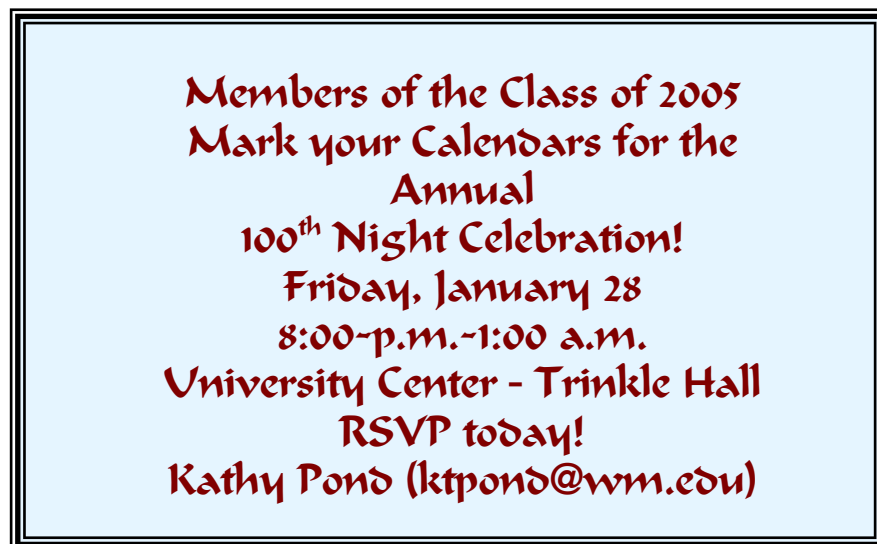 Members of the Class of 2005
Mark your Calendars for the
Annual
100th Night Celebration!
Friday, January 28
8:00-p.m.-1:00 a.m.
University Center - Trinkle Hall
RSVP today!
Kathy Pond (ktpond@wm.edu)